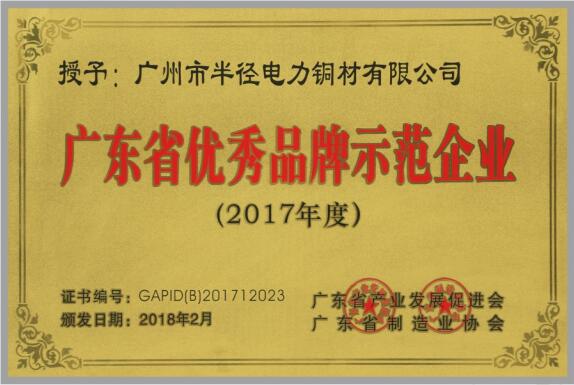 授予：广州市半径电力铜材有限公司
广东省优秀品牌示范企业
(2017年度)
证书编号：GAPID(B)201712023
广东省产业发展促进会
颁发日期：2018年2月
广东省制造业协会